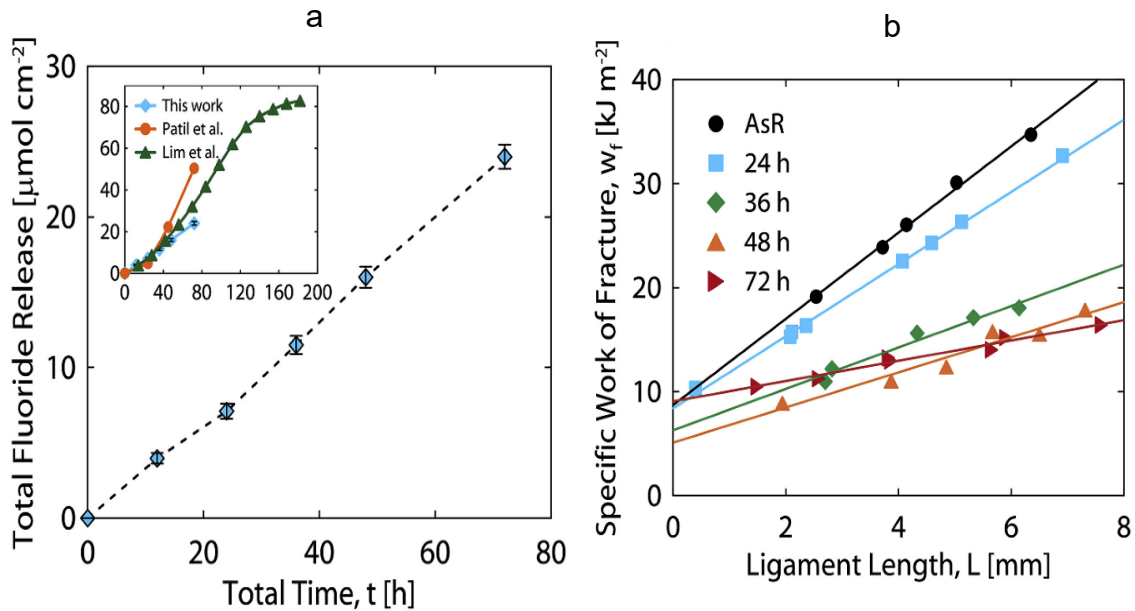 a
Total Fluoride Release [μmol cm⁻²]
30
20
10
0
0
20
40
60
80
Total Time, t [h]
80
60
40
20
0
0
40
80
120
160
200
This work
Patil et al.
Lim et al.
b
Specific Work of Fracture, w_f [kJ m⁻²]
40
30
20
10
0
0
2
4
6
8
Ligament Length, L [mm]
AsR
24 h
36 h
48 h
72 h